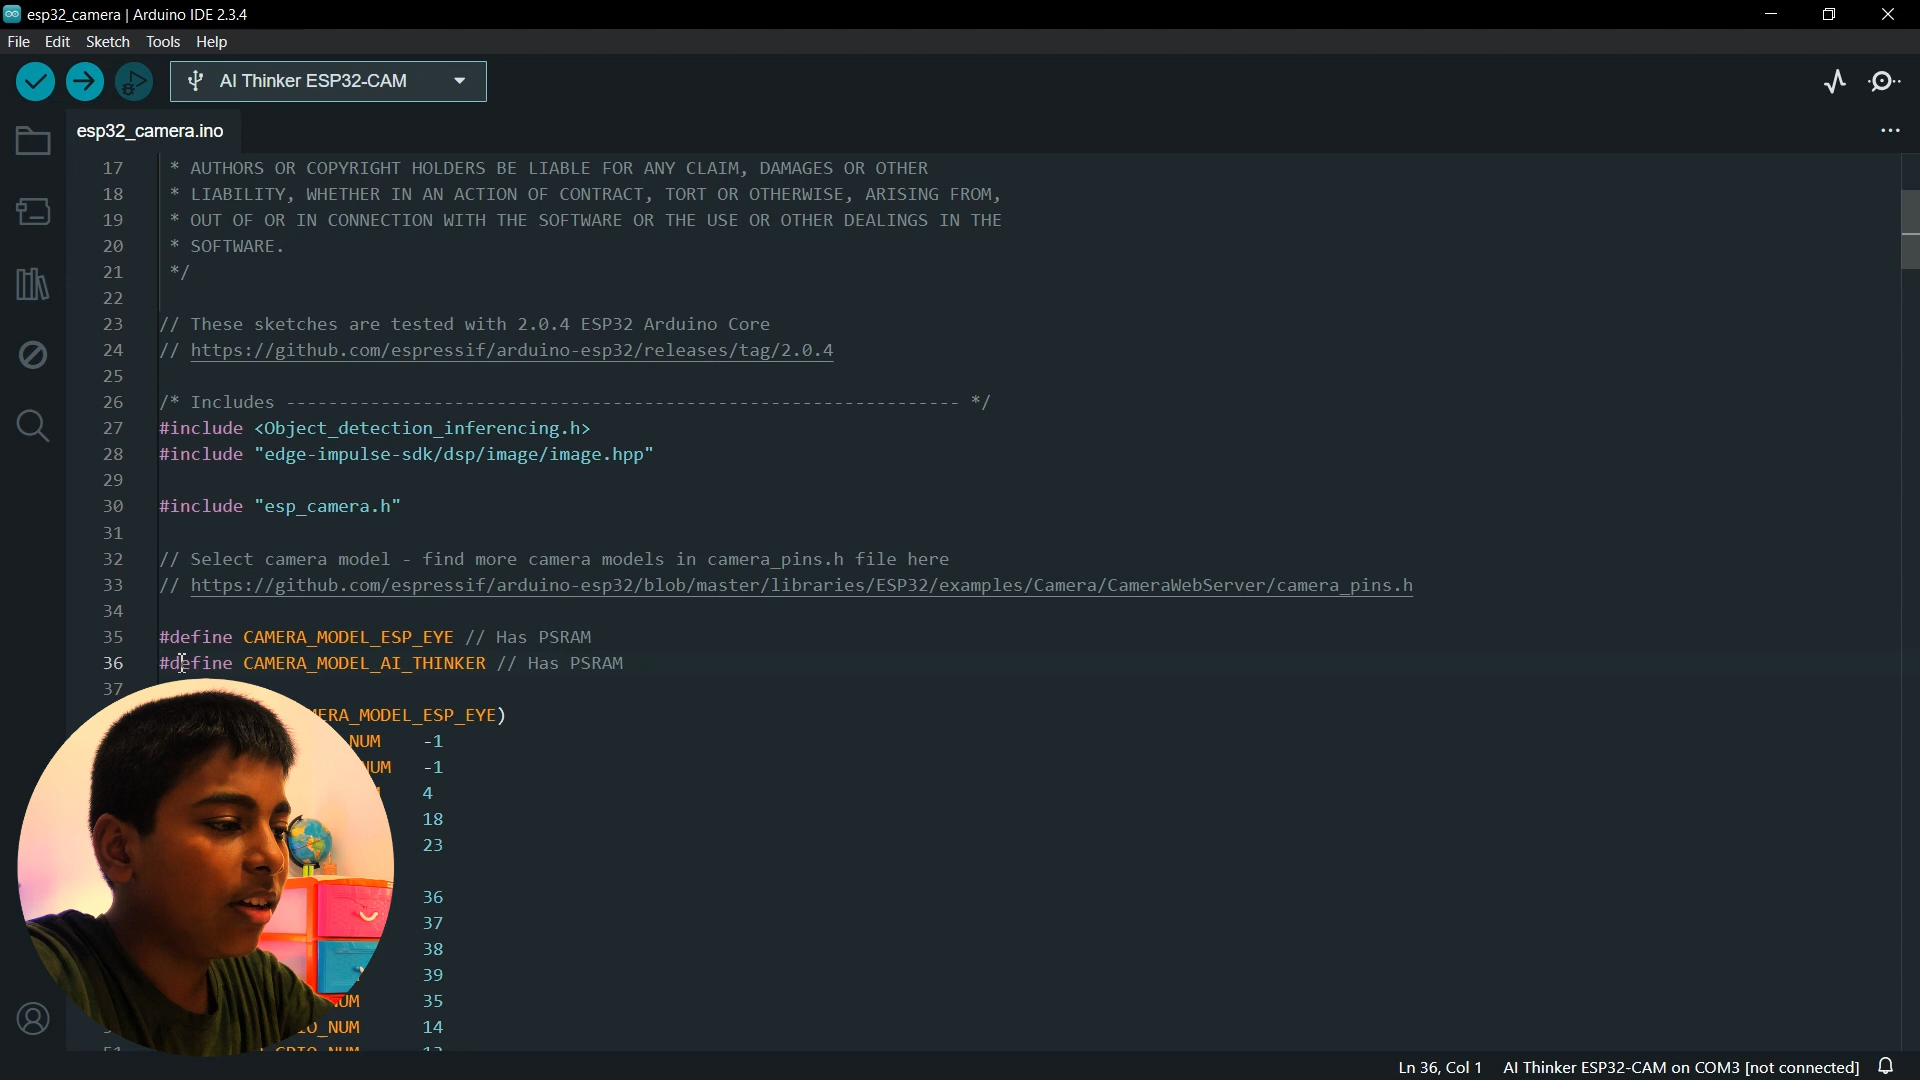 esp32_camera | Arduino IDE 2.3.4
File Edit Sketch Tools Help
AI Thinker ESP32-CAM
esp32_camera.ino
17 * AUTHORS OR COPYRIGHT HOLDERS BE LIABLE FOR ANY CLAIM, DAMAGES OR OTHER
18 * LIABILITY, WHETHER IN AN ACTION OF CONTRACT, TORT OR OTHERWISE, ARISING FROM,
19 * OUT OF OR IN CONNECTION WITH THE SOFTWARE OR THE USE OR OTHER DEALINGS IN THE
20 * SOFTWARE.
21 */
22
23 // These sketches are tested with 2.0.4 ESP32 Arduino Core
24 // https://github.com/espressif/arduino-esp32/releases/tag/2.0.4
25
26 /* Includes ---------------------------------------------------------------- */
27 #include <Object_detection_inferencing.h>
28 #include "edge-impulse-sdk/dsp/image/image.hpp"
29
30 #include "esp_camera.h"
31
32 // Select camera model - find more camera models in camera_pins.h file here
33 // https://github.com/espressif/arduino-esp32/blob/master/libraries/ESP32/examples/Camera/CameraWebServer/camera_pins.h
34
35 #define CAMERA_MODEL_ESP_EYE // Has PSRAM
36 #define CAMERA_MODEL_AI_THINKER // Has PSRAM
37
ERA_MODEL_ESP_EYE)
NUM -1
UM -1
4
18
23
36
37
38
39
UM 35
IO_NUM 14
Ln 36, Col 1 AI Thinker ESP32-CAM on COM3 [not connected]